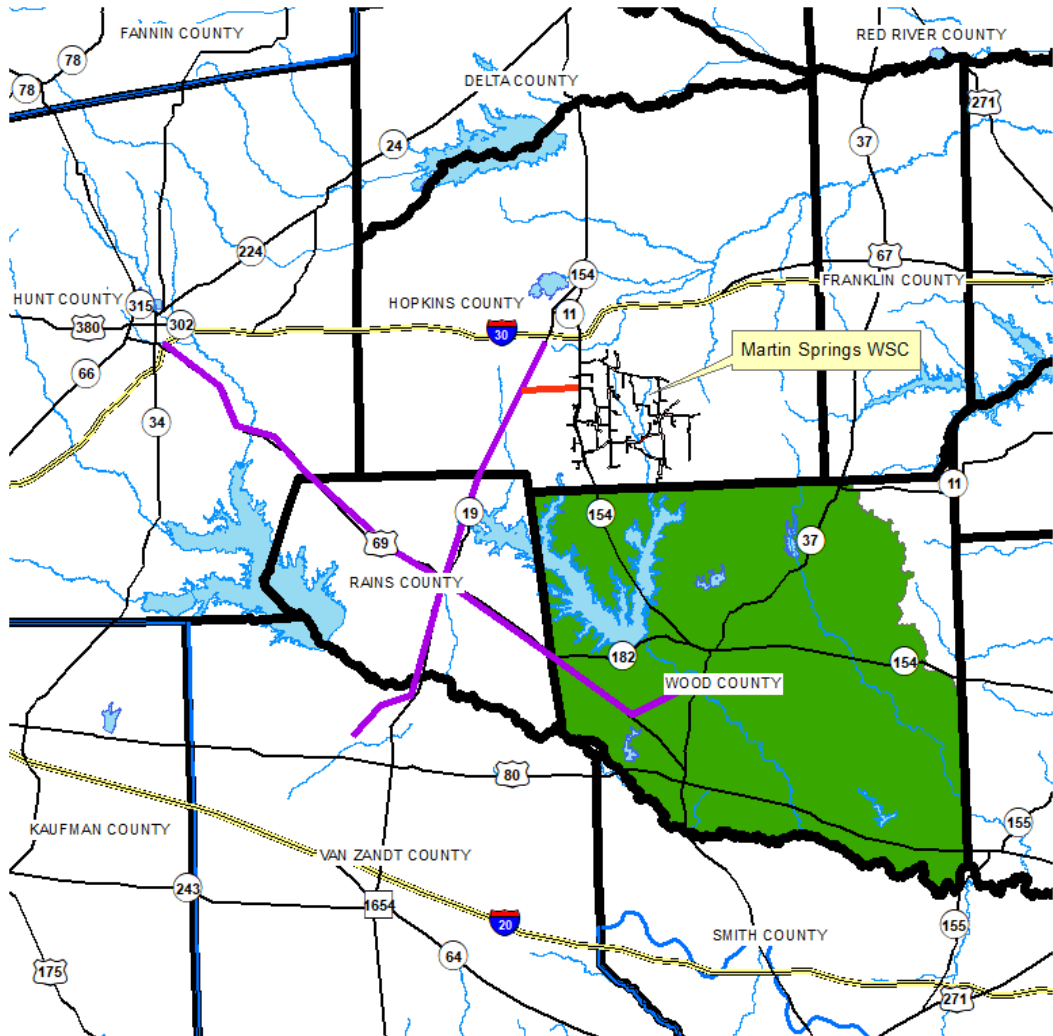 FANNIN COUNTY
RED RIVER COUNTY
78
78
DELTA COUNTY
271
24
37
224
67
154
FRANKLIN COUNTY
HUNT COUNTY
315
HOPKINS COUNTY
11
380
302
30
Martin Springs WSC
66
34
11
19
154
69
37
RAINS COUNTY
182
154
WOOD COUNTY
80
155
KAUFMAN COUNTY
VAN ZANDT COUNTY
243
1654
20
155
SMITH COUNTY
64
175
271